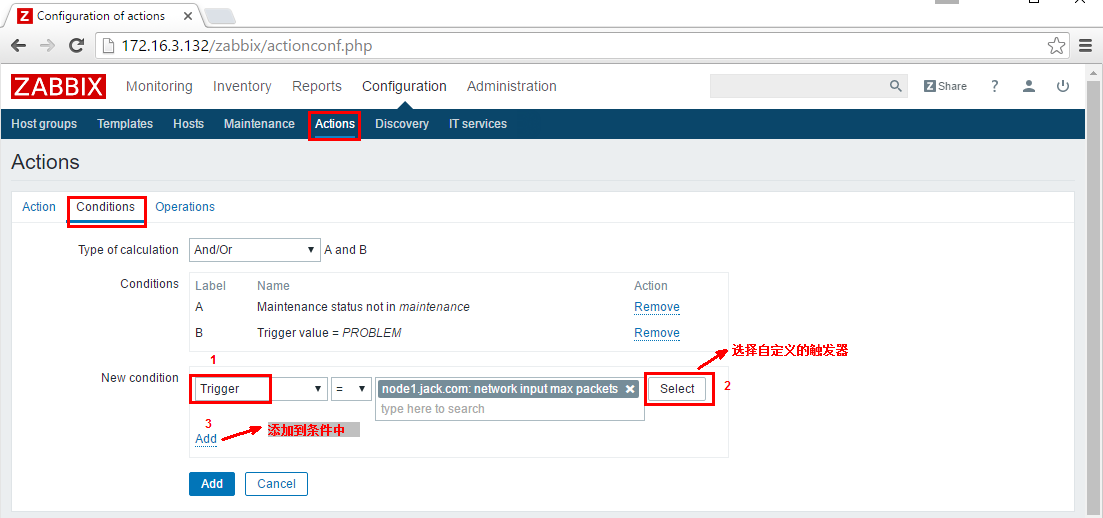 Configuration of actions
172.16.3.132/zabbix/actionconf.php
ZABBIX Monitoring Inventory Reports Configuration Administration Z Share ?
Host groups Templates Hosts Maintenance Actions Discovery IT services
Actions
Action Conditions Operations
Type of calculation And/Or A and B
Conditions Label Name Action
A Maintenance status not in maintenance Remove
B Trigger value = PROBLEM Remove
选择自定义的触发器
1
New condition Trigger = node1.jack.com: network input max packets Select 2
type here to search
3 添加到条件中
Add
Add Cancel